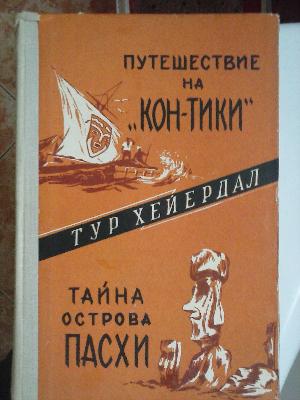 ПУТЕШЕСТВИЕ
НА
„КОН-ТИКИ"
ТУР ХЕЙЕРДАЛ
ТАЙНА
ОСТРОВА
ПАСХИ